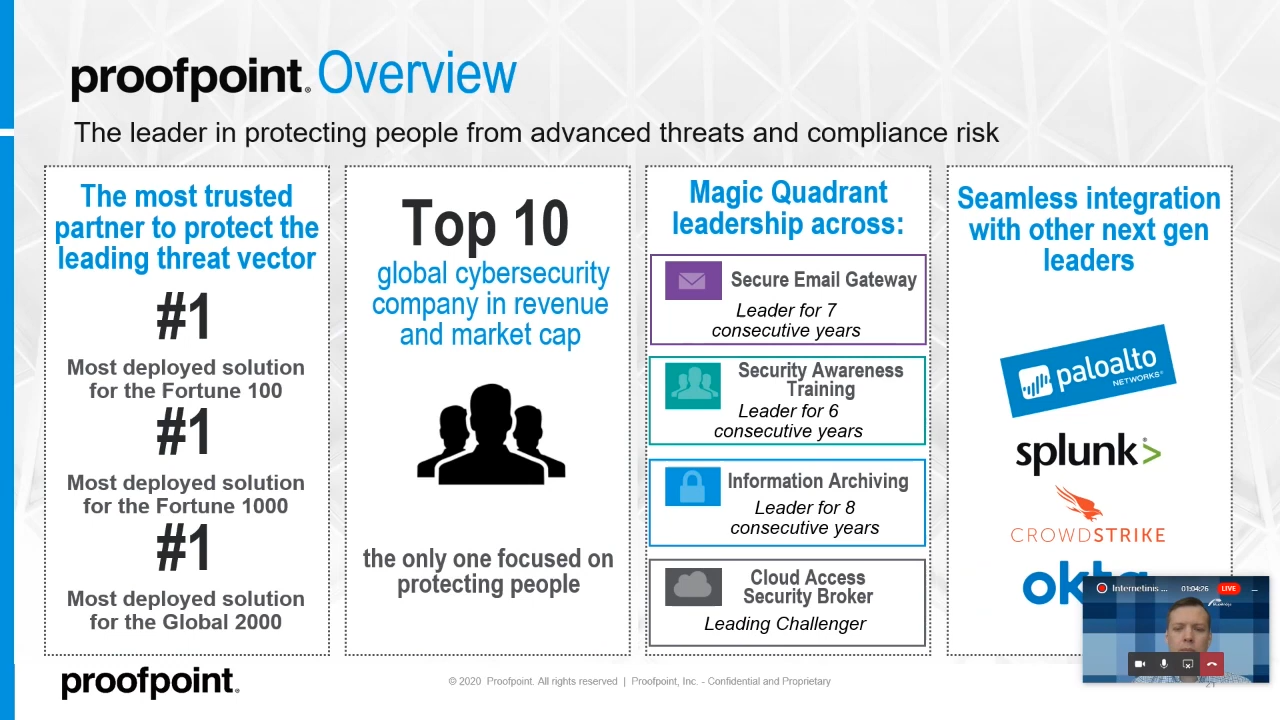 proofpoint® Overview
The leader in protecting people from advanced threats and compliance risk
The most trusted
partner to protect the
leading threat vector
#1
Most deployed solution
for the Fortune 100
#1
Most deployed solution
for the Fortune 1000
#1
Most deployed solution
for the Global 2000
Top 10
global cybersecurity
company in revenue
and market cap
the only one focused on
protecting people
Magic Quadrant
leadership across:
Secure Email Gateway
Leader for 7
consecutive years
Security Awareness
Training
Leader for 6
consecutive years
Information Archiving
Leader for 8
consecutive years
Cloud Access
Security Broker
Leading Challenger
Seamless integration
with other next gen
leaders
paloalto
NETWORKS®
splunk>
CROWDSTRIKE
okta
Internetinis ... 01:04:26 LIVE
proofpoint®
© 2020 Proofpoint. All rights reserved | Proofpoint, Inc. - Confidential and Proprietary